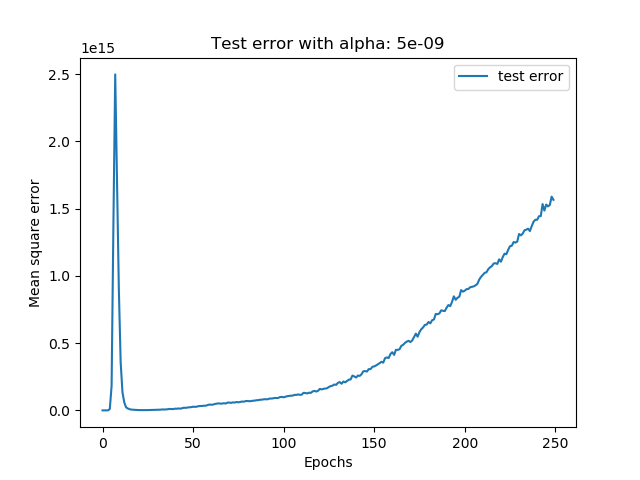 Test error with alpha: 5e-09
1e15
test error
2.5
2.0
1.5
1.0
0.5
0.0
Mean square error
0 50 100 150 200 250
Epochs